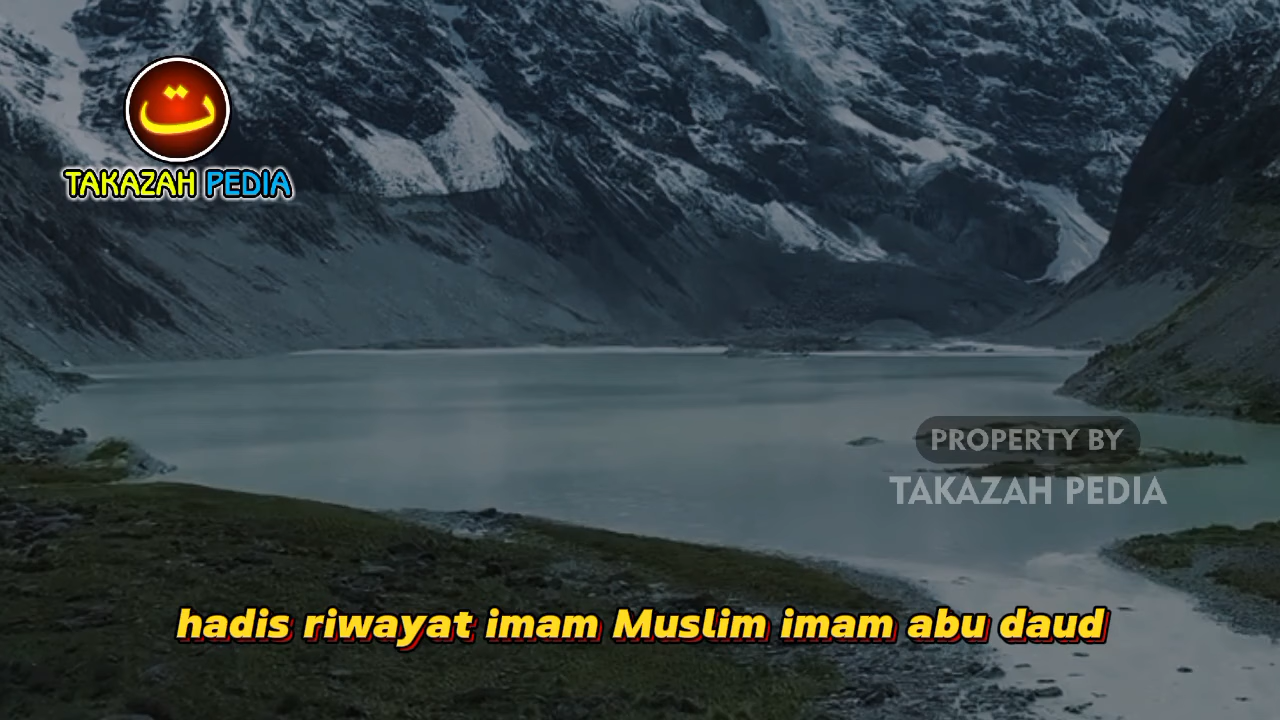 ت
TAKAZAH PEDIA
PROPERTY BY
TAKAZAH PEDIA
hadis riwayat imam Muslim imam abu daud